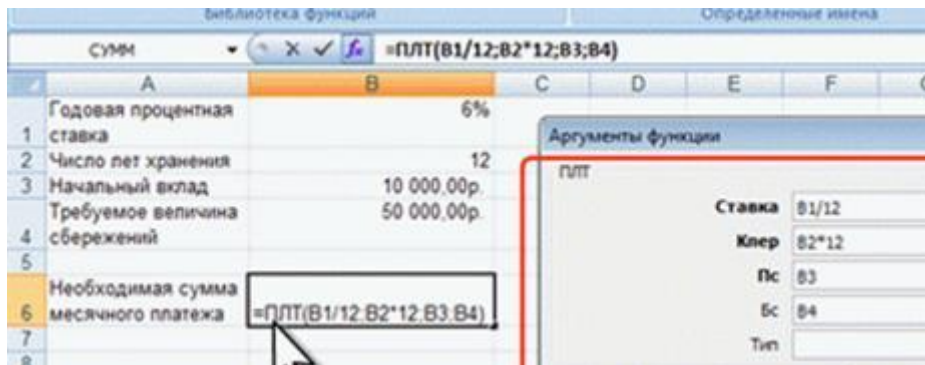 Библиотека функций Определенные имена
СУММ =ПЛТ(B1/12;B2*12;B3;B4)
A B C D E F
Годовая процентная 6%
1 ставка
2 Число лет хранения 12
3 Начальный вклад 10 000,00р.
Требуемое величина 50 000,00р.
4 сбережений
5
Необходимая сумма
6 месячного платежа =ПЛТ(B1/12;B2*12;B3;B4)
7
8
Аргументы функции
ПЛТ
Ставка B1/12
Кпер B2*12
Пс B3
Бс B4
Тип